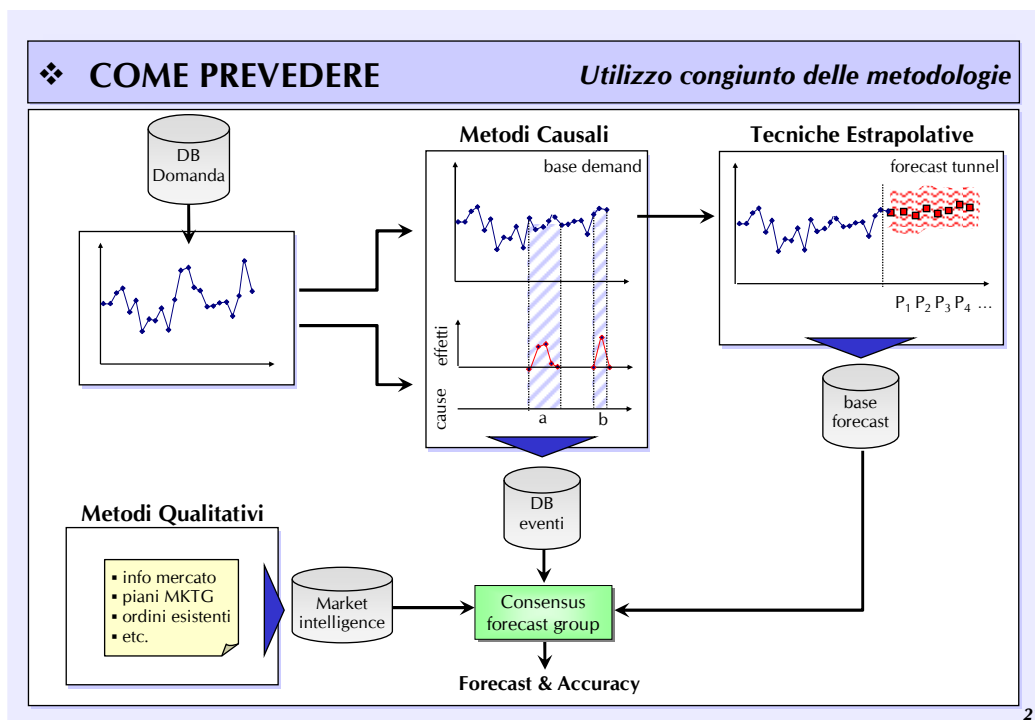 ❖ COME PREVEDERE
Utilizzo congiunto delle metodologie
DB
Domanda
Metodi Causali
base demand
effetti
cause
a b
Tecniche Estrapolative
forecast tunnel
P1 P2 P3 P4 ...
base
forecast
DB
eventi
Metodi Qualitativi
▪ info mercato
▪ piani MKTG
▪ ordini esistenti
▪ etc.
Market
intelligence
Consensus
forecast group
Forecast & Accuracy
2